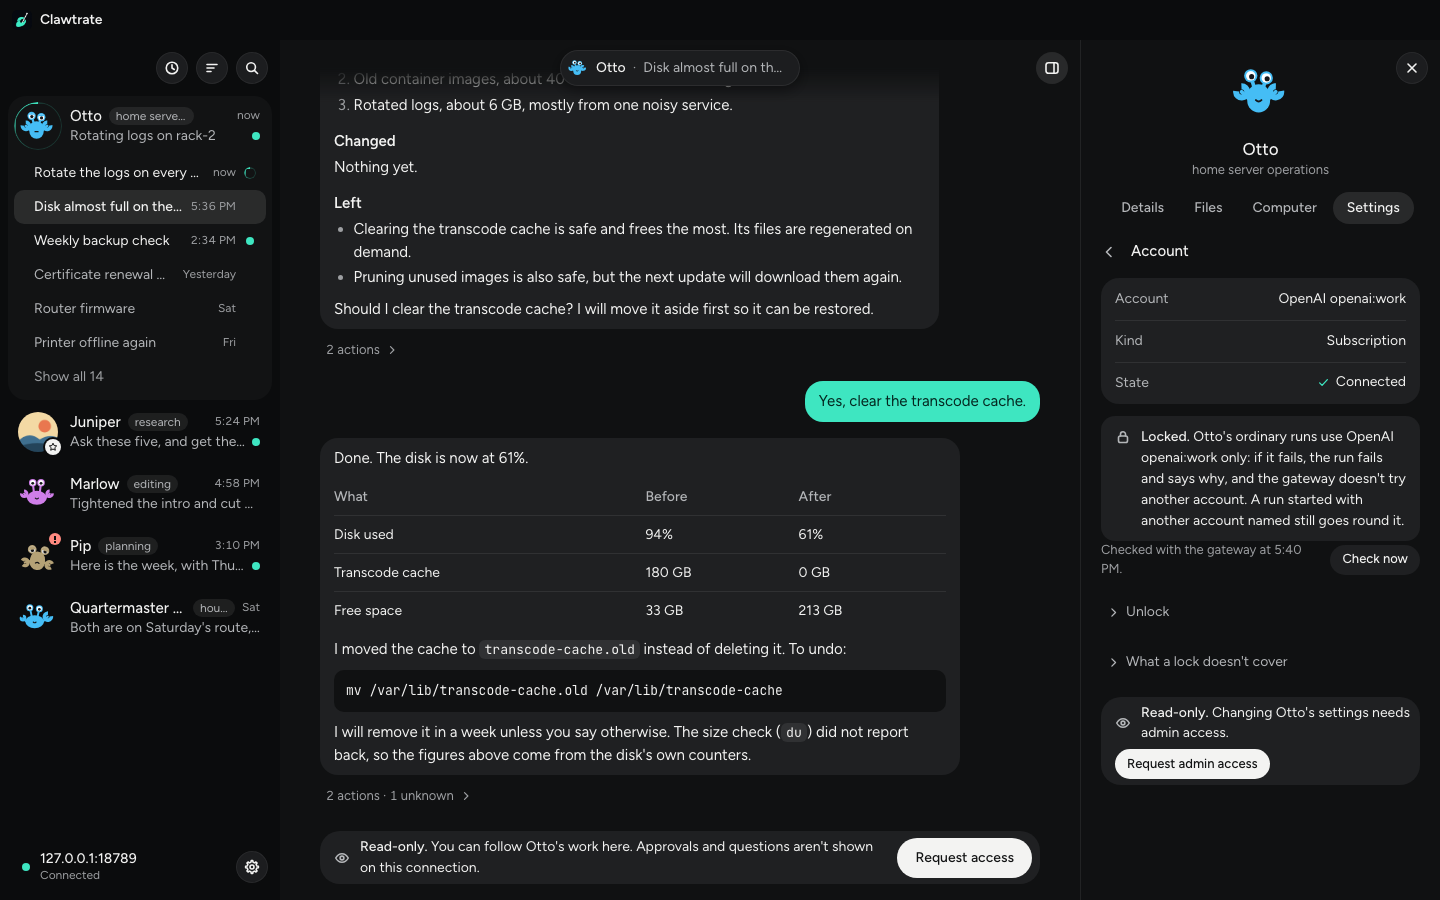 Clawtrate
Otto home serve... now
Rotating logs on rack-2
Rotate the logs on every ... now
Disk almost full on the... 5:36 PM
Weekly backup check 2:34 PM
Certificate renewal ... Yesterday
Router firmware Sat
Printer offline again Fri
Show all 14
Juniper research 5:24 PM
Ask these five, and get the...
Marlow editing 4:58 PM
Tightened the intro and cut ...
Pip planning 3:10 PM
Here is the week, with Thu...
Quartermaster ... hou... Sat
Both are on Saturday's route,...
127.0.0.1:18789
Connected
Otto · Disk almost full on th...
2. Old container images, about 40
3. Rotated logs, about 6 GB, mostly from one noisy service.
Changed
Nothing yet.
Left
• Clearing the transcode cache is safe and frees the most. Its files are regenerated on
demand.
• Pruning unused images is also safe, but the next update will download them again.
Should I clear the transcode cache? I will move it aside first so it can be restored.
2 actions
Yes, clear the transcode cache.
Done. The disk is now at 61%.
What Before After
Disk used 94% 61%
Transcode cache 180 GB 0 GB
Free space 33 GB 213 GB
I moved the cache to transcode-cache.old instead of deleting it. To undo:
mv /var/lib/transcode-cache.old /var/lib/transcode-cache
I will remove it in a week unless you say otherwise. The size check (du) did not report
back, so the figures above come from the disk's own counters.
2 actions · 1 unknown
Read-only. You can follow Otto's work here. Approvals and questions aren't shown
on this connection.
Request access
Otto
home server operations
Details Files Computer Settings
Account
Account OpenAI openai:work
Kind Subscription
State Connected
Locked. Otto's ordinary runs use OpenAI
openai:work only: if it fails, the run fails
and says why, and the gateway doesn't try
another account. A run started with
another account named still goes round it.
Checked with the gateway at 5:40
PM.
Check now
Unlock
What a lock doesn't cover
Read-only. Changing Otto's settings needs
admin access.
Request admin access